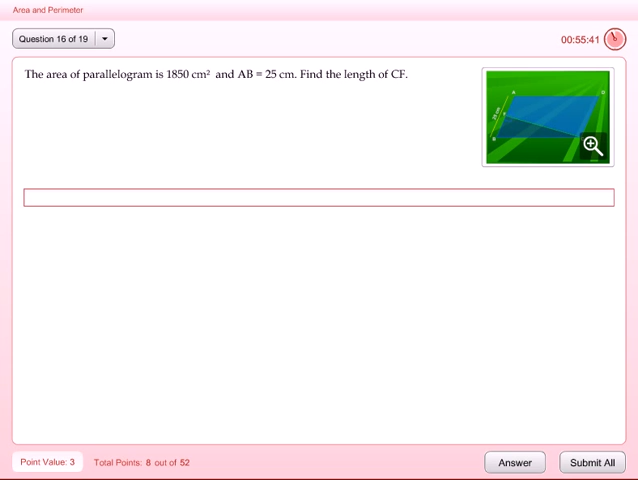 Area and Perimeter
Question 16 of 19
00:55:41
The area of parallelogram is 1850 cm² and AB = 25 cm. Find the length of CF.
A
25 cm
B
Point Value: 3
Total Points: 8 out of 52
Answer
Submit All